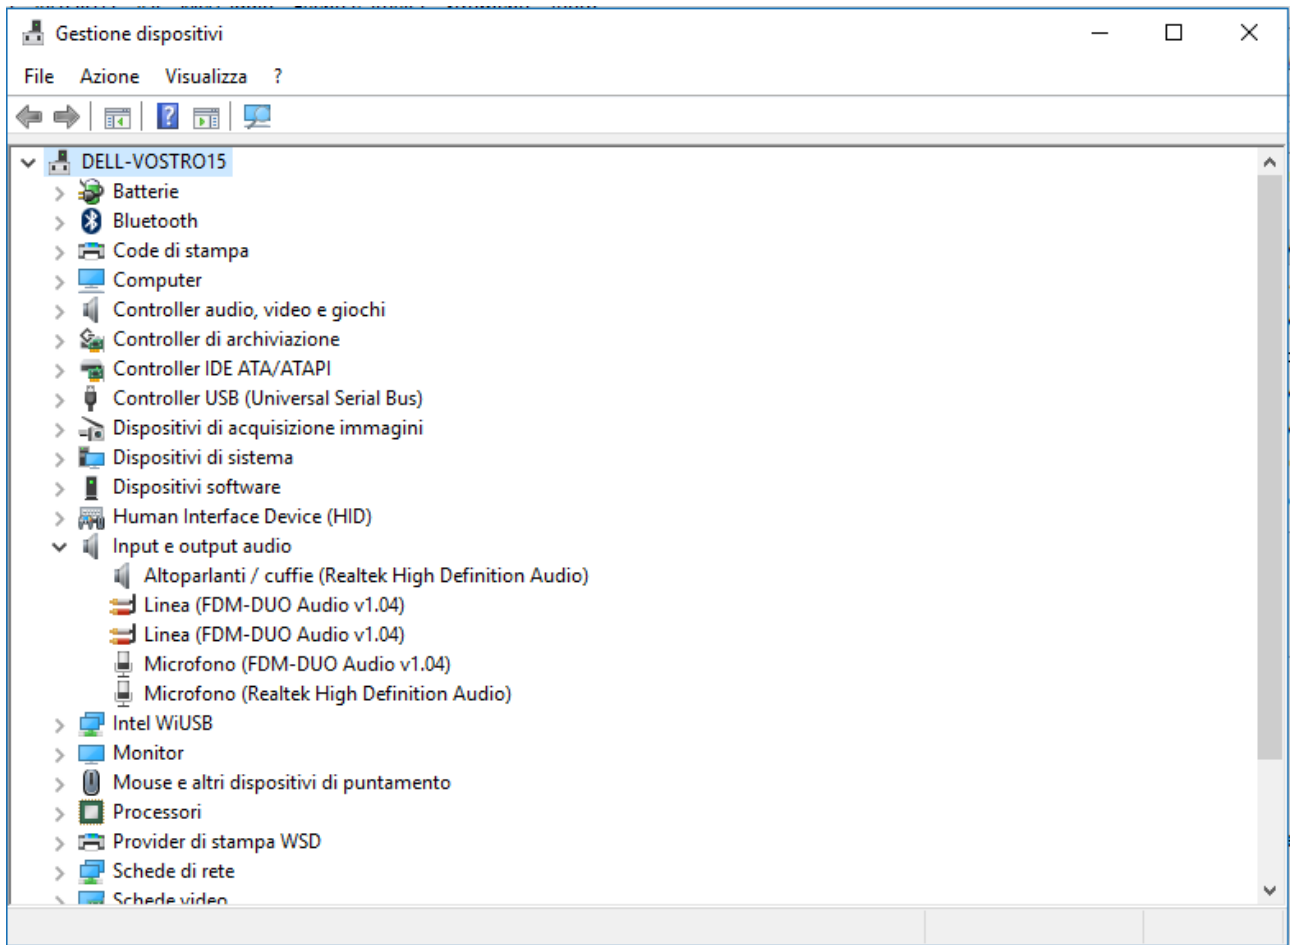 Gestione dispositivi
File Azione Visualizza ?
DELL-VOSTRO15
Batterie
Bluetooth
Code di stampa
Computer
Controller audio, video e giochi
Controller di archiviazione
Controller IDE ATA/ATAPI
Controller USB (Universal Serial Bus)
Dispositivi di acquisizione immagini
Dispositivi di sistema
Dispositivi software
Human Interface Device (HID)
Input e output audio
Altoparlanti / cuffie (Realtek High Definition Audio)
Linea (FDM-DUO Audio v1.04)
Linea (FDM-DUO Audio v1.04)
Microfono (FDM-DUO Audio v1.04)
Microfono (Realtek High Definition Audio)
Intel WiUSB
Monitor
Mouse e altri dispositivi di puntamento
Processori
Provider di stampa WSD
Schede di rete
Schede video